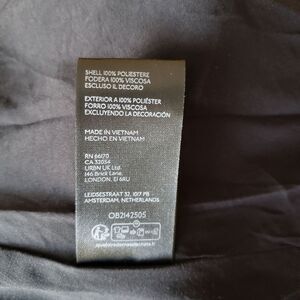 SHELL 100% POLIESTERE
FODERA 100% VISCOSA
ESCLUSO IL DECORO
EXTERIOR A 100% POLIÉSTER
FORRO A 100% VISCOSA
EXCLUYENDO LA DECORACIÓN
MADE IN VIETNAM
HECHO EN VIETNAM
RN 66170
CA 32054
URBN UK Ltd.
146 Brick Lane,
LONDON, E1 6RU
LEIDSESTRAAT 32, 1017 PB
AMSTERDAM, NETHERLANDS
OB2142505